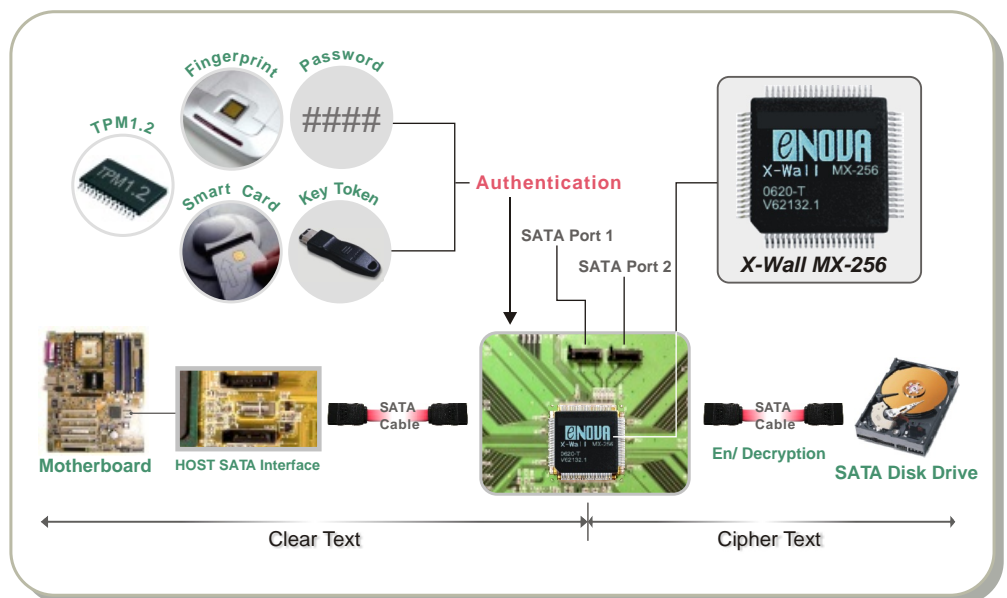 Fingerprint
Password
####
TPM1.2
TPM1.2
Smart Card
Key Token
Authentication
SATA Port 1
SATA Port 2
eNOVA
X-Wall MX-256
0620-T
V62132.1
X-Wall MX-256
Motherboard
HOST SATA Interface
SATA
Cable
eNOVA
X-Wall MX-256
0620-T
V62132.1
SATA
Cable
En/ Decryption
SATA Disk Drive
Clear Text
Cipher Text